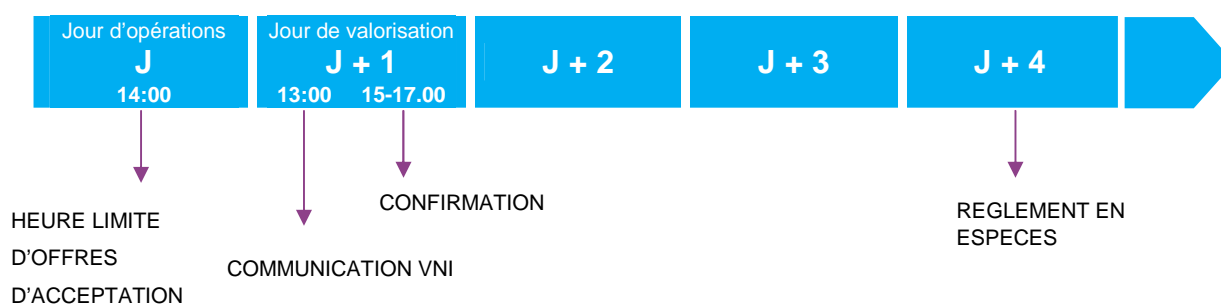 Jour d'opérations
J
14:00
Jour de valorisation
J + 1
13:00 15-17.00
J + 2
J + 3
J + 4
HEURE LIMITE
D'OFFRES
D'ACCEPTATION
COMMUNICATION VNI
CONFIRMATION
REGLEMENT EN
ESPECES